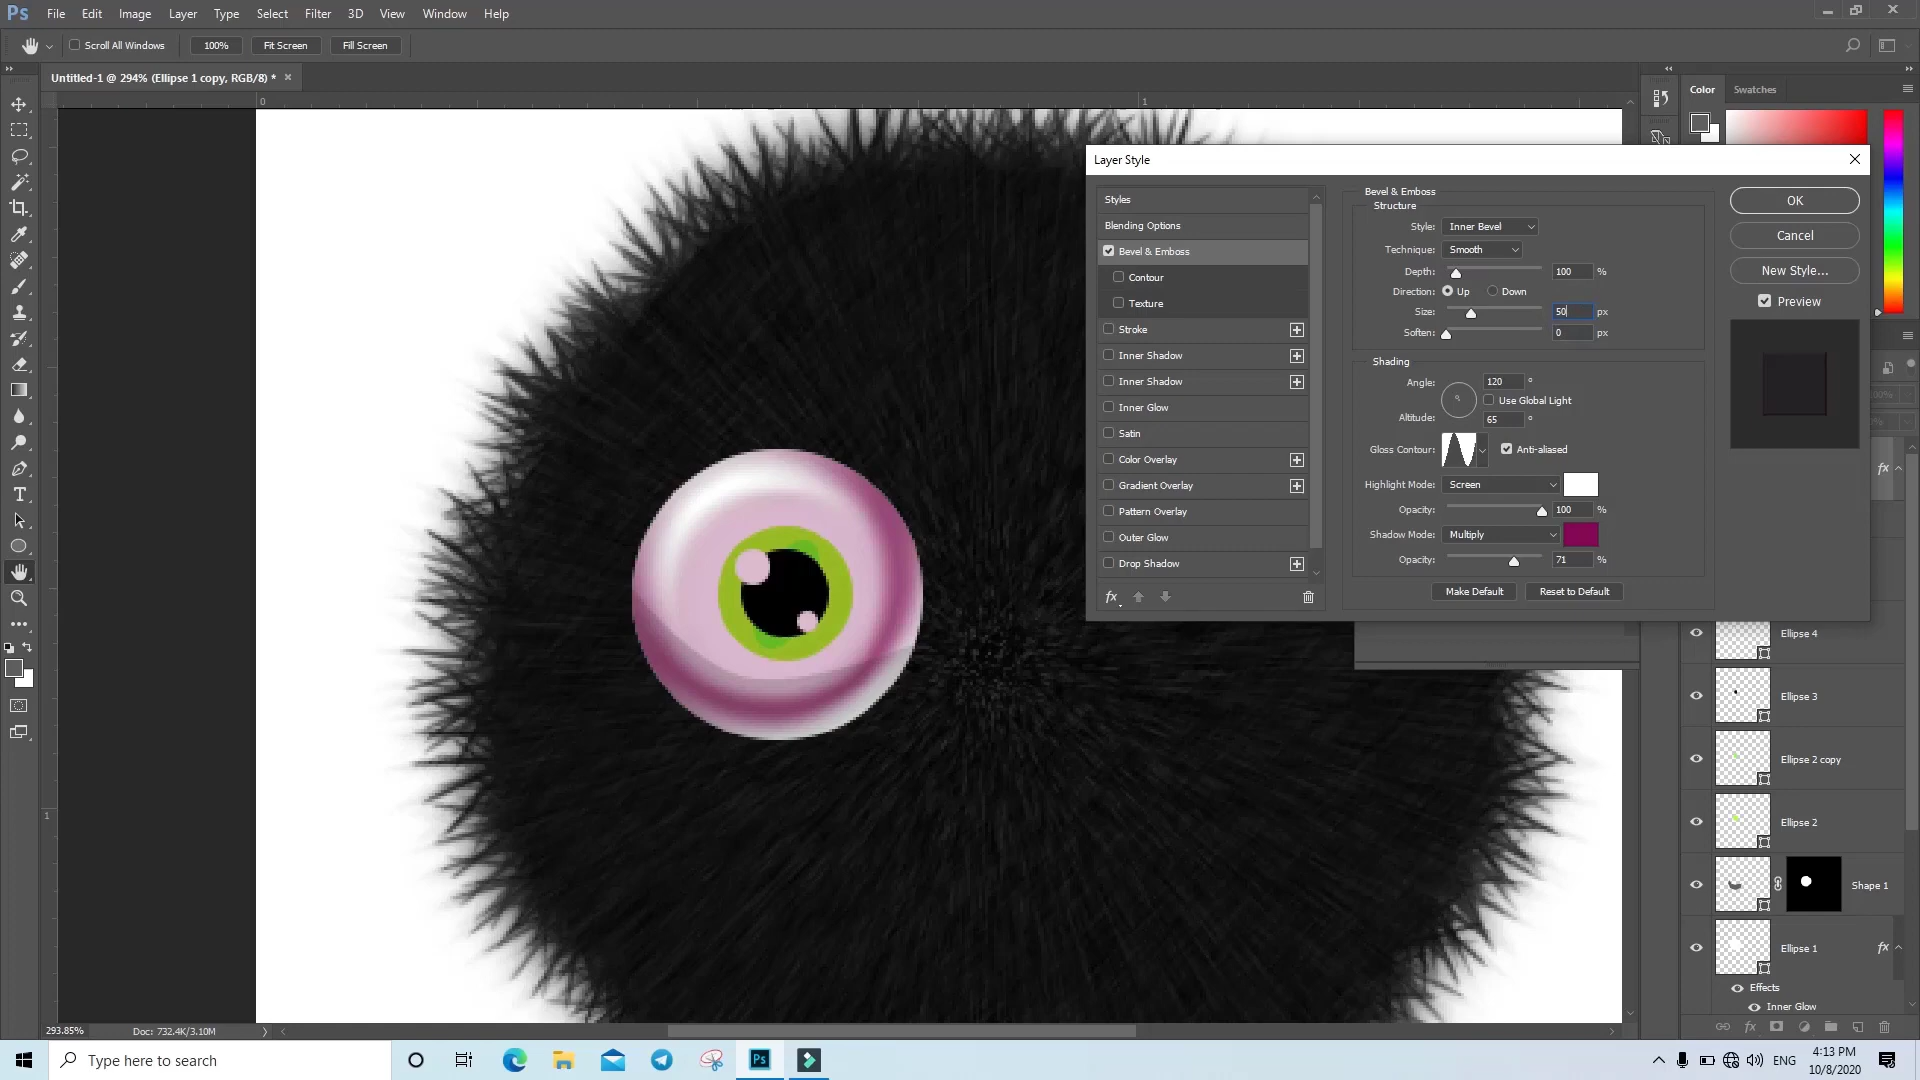 Ps File Edit Image Layer Type Select Filter 3D View Window Help
Scroll All Windows 100% Fit Screen Fill Screen
Untitled-1 @ 294% (Ellipse 1 copy, RGB/8) * ×
Color Swatches
0 1
Layer Style
Styles
Blending Options
Bevel & Emboss
Contour
Texture
Stroke
Inner Shadow
Inner Shadow
Inner Glow
Satin
Color Overlay
Gradient Overlay
Pattern Overlay
Outer Glow
Drop Shadow
fx
Bevel & Emboss
Structure
Style: Inner Bevel
Technique: Smooth
Depth: 100 %
Direction: Up Down
Size: 50 px
Soften: 0 px
Shading
Angle: 120 °
Use Global Light
Altitude: 65 °
Gloss Contour: Anti-aliased
Highlight Mode: Screen
Opacity: 100 %
Shadow Mode: Multiply
Opacity: 71 %
Make Default Reset to Default
OK
Cancel
New Style...
Preview
fx
Ellipse 4
Ellipse 3
Ellipse 2 copy
Ellipse 2
Shape 1
Ellipse 1 fx
Effects
Inner Glow
1
293.85% Doc: 732.4K/3.10M
Type here to search
Ps
ENG
4:13 PM
10/8/2020